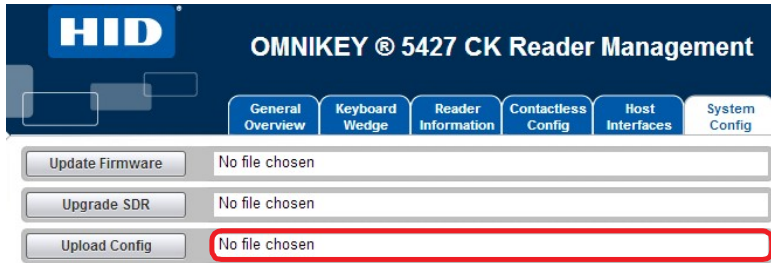 HID
OMNIKEY ® 5427 CK Reader Management
General Overview
Keyboard Wedge
Reader Information
Contactless Config
Host Interfaces
System Config
Update Firmware No file chosen
Upgrade SDR No file chosen
Upload Config No file chosen